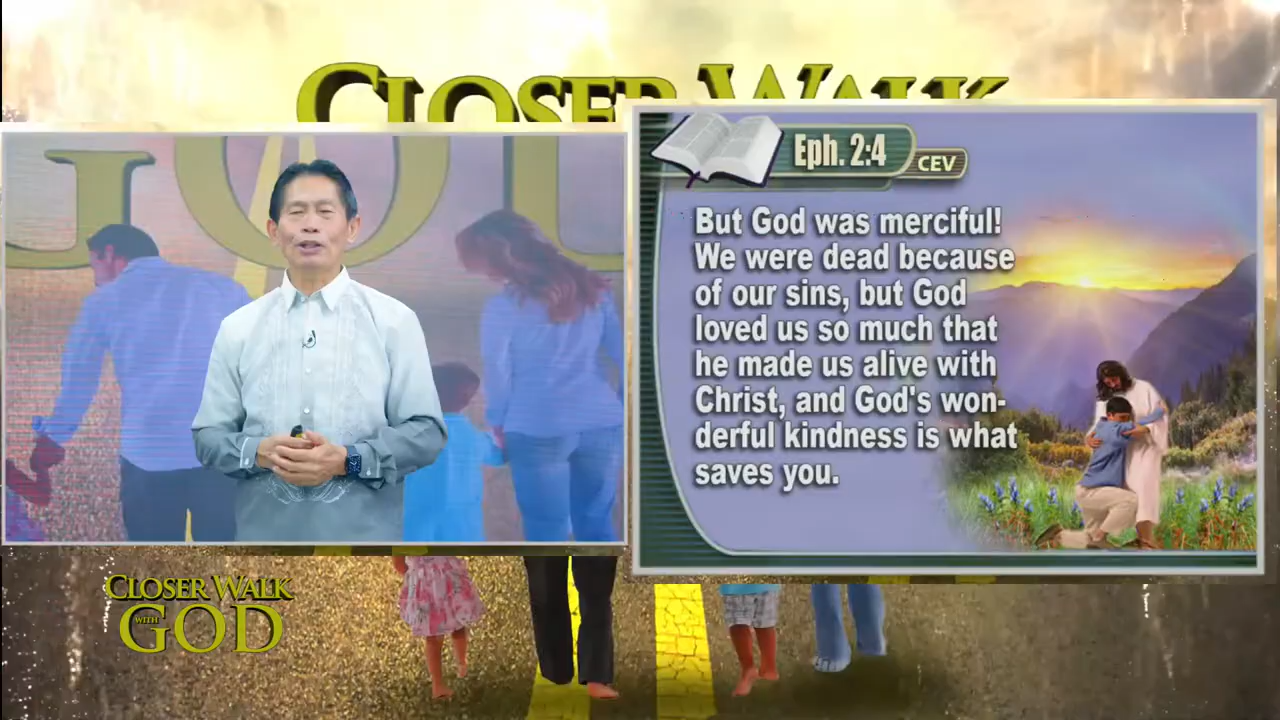 CLOSER WALK
GOD
Eph. 2:4
CEV
But God was merciful!
We were dead because
of our sins, but God
loved us so much that
he made us alive with
Christ, and God's won-
derful kindness is what
saves you.
CLOSER WALK
WITH
GOD